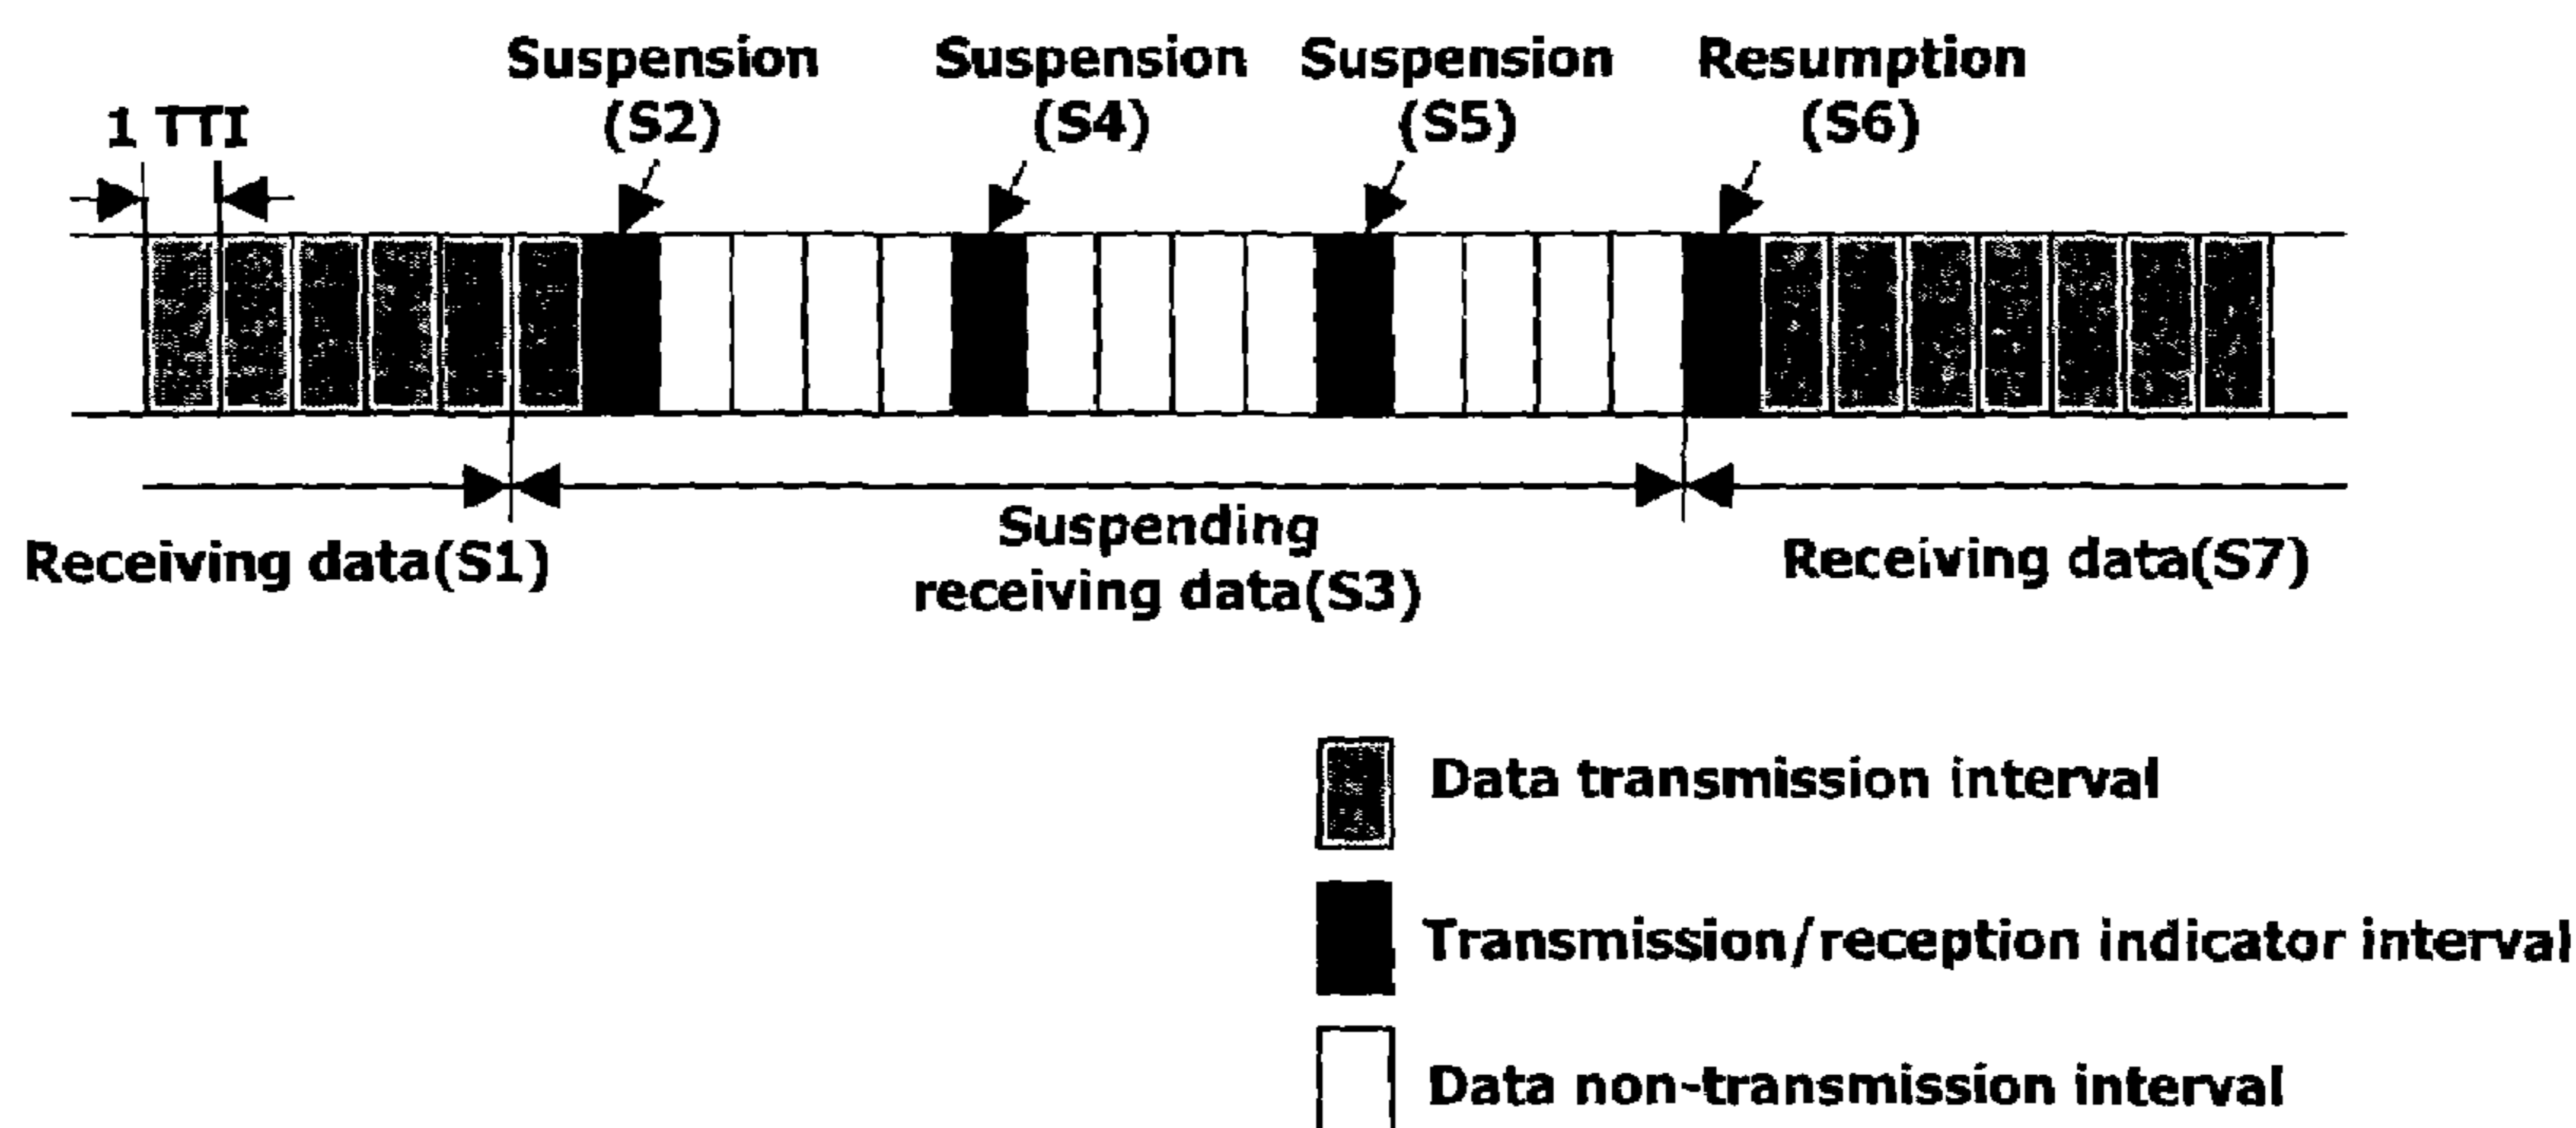 Suspension
(S2)
Suspension
(S4)
Suspension
(S5)
Resumption
(S6)
1 TTI
Receiving data(S1)
Suspending
receiving data(S3)
Receiving data(S7)
Data transmission interval
Transmission/reception indicator interval
Data non-transmission interval